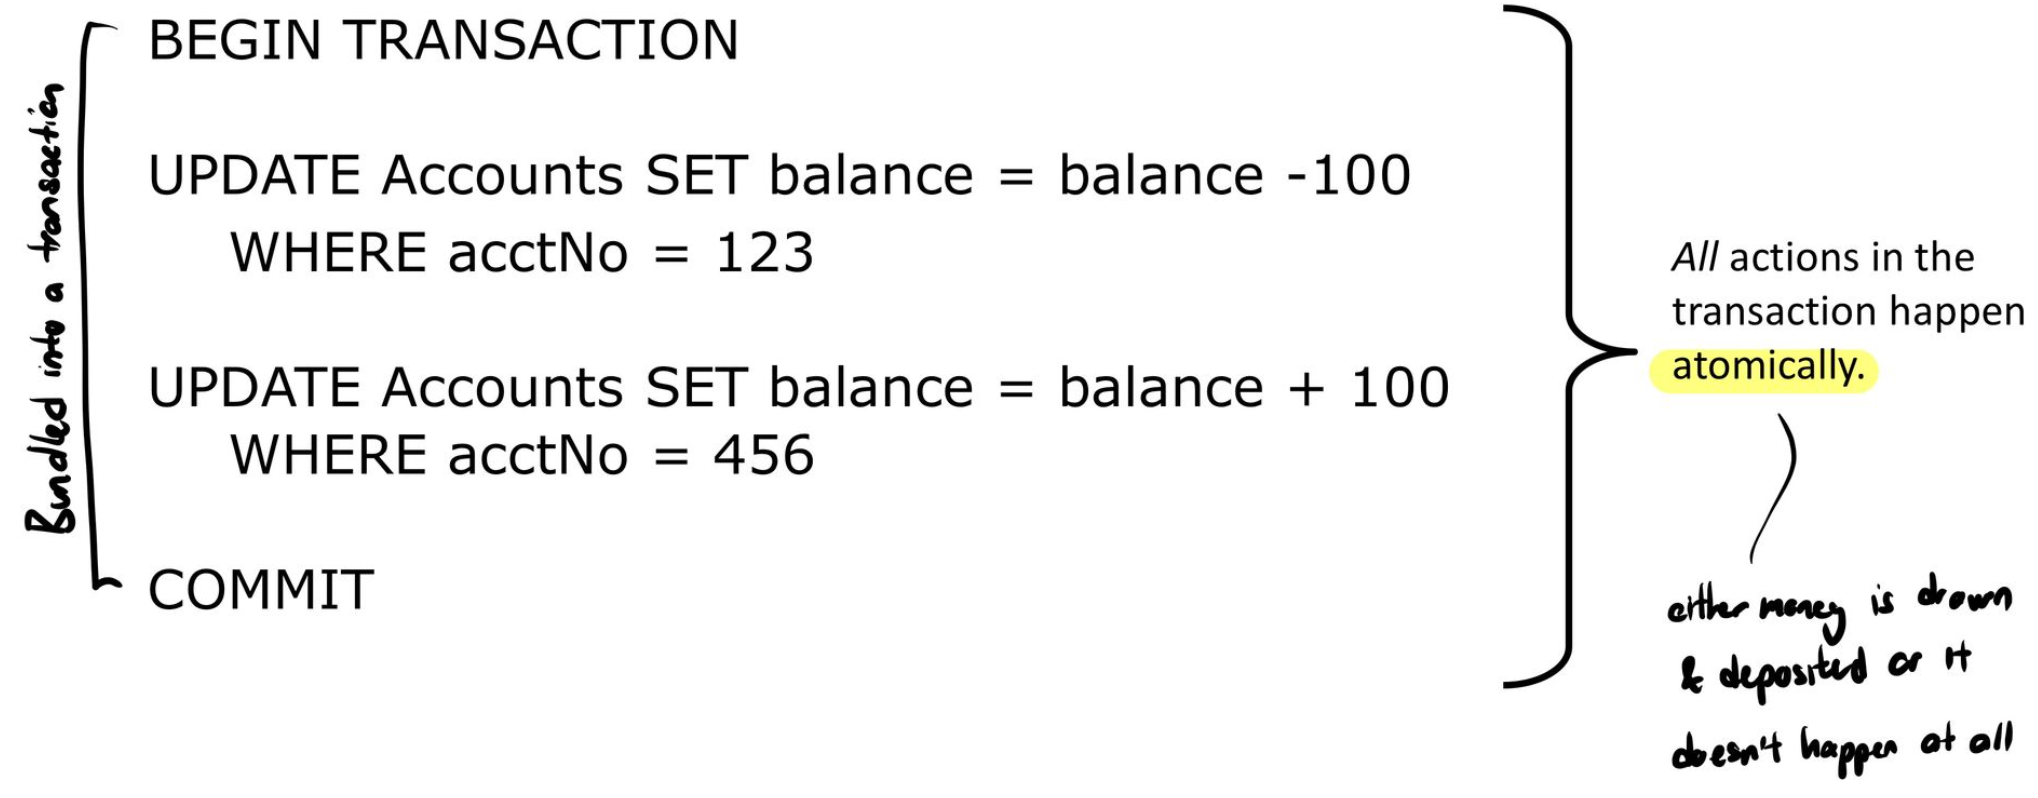 Bundled into a transaction
BEGIN TRANSACTION
UPDATE Accounts SET balance = balance -100
WHERE acctNo = 123
UPDATE Accounts SET balance = balance + 100
WHERE acctNo = 456
COMMIT
All actions in the
transaction happen
atomically.
either money is drawn
& deposited or it
doesn't happen at all